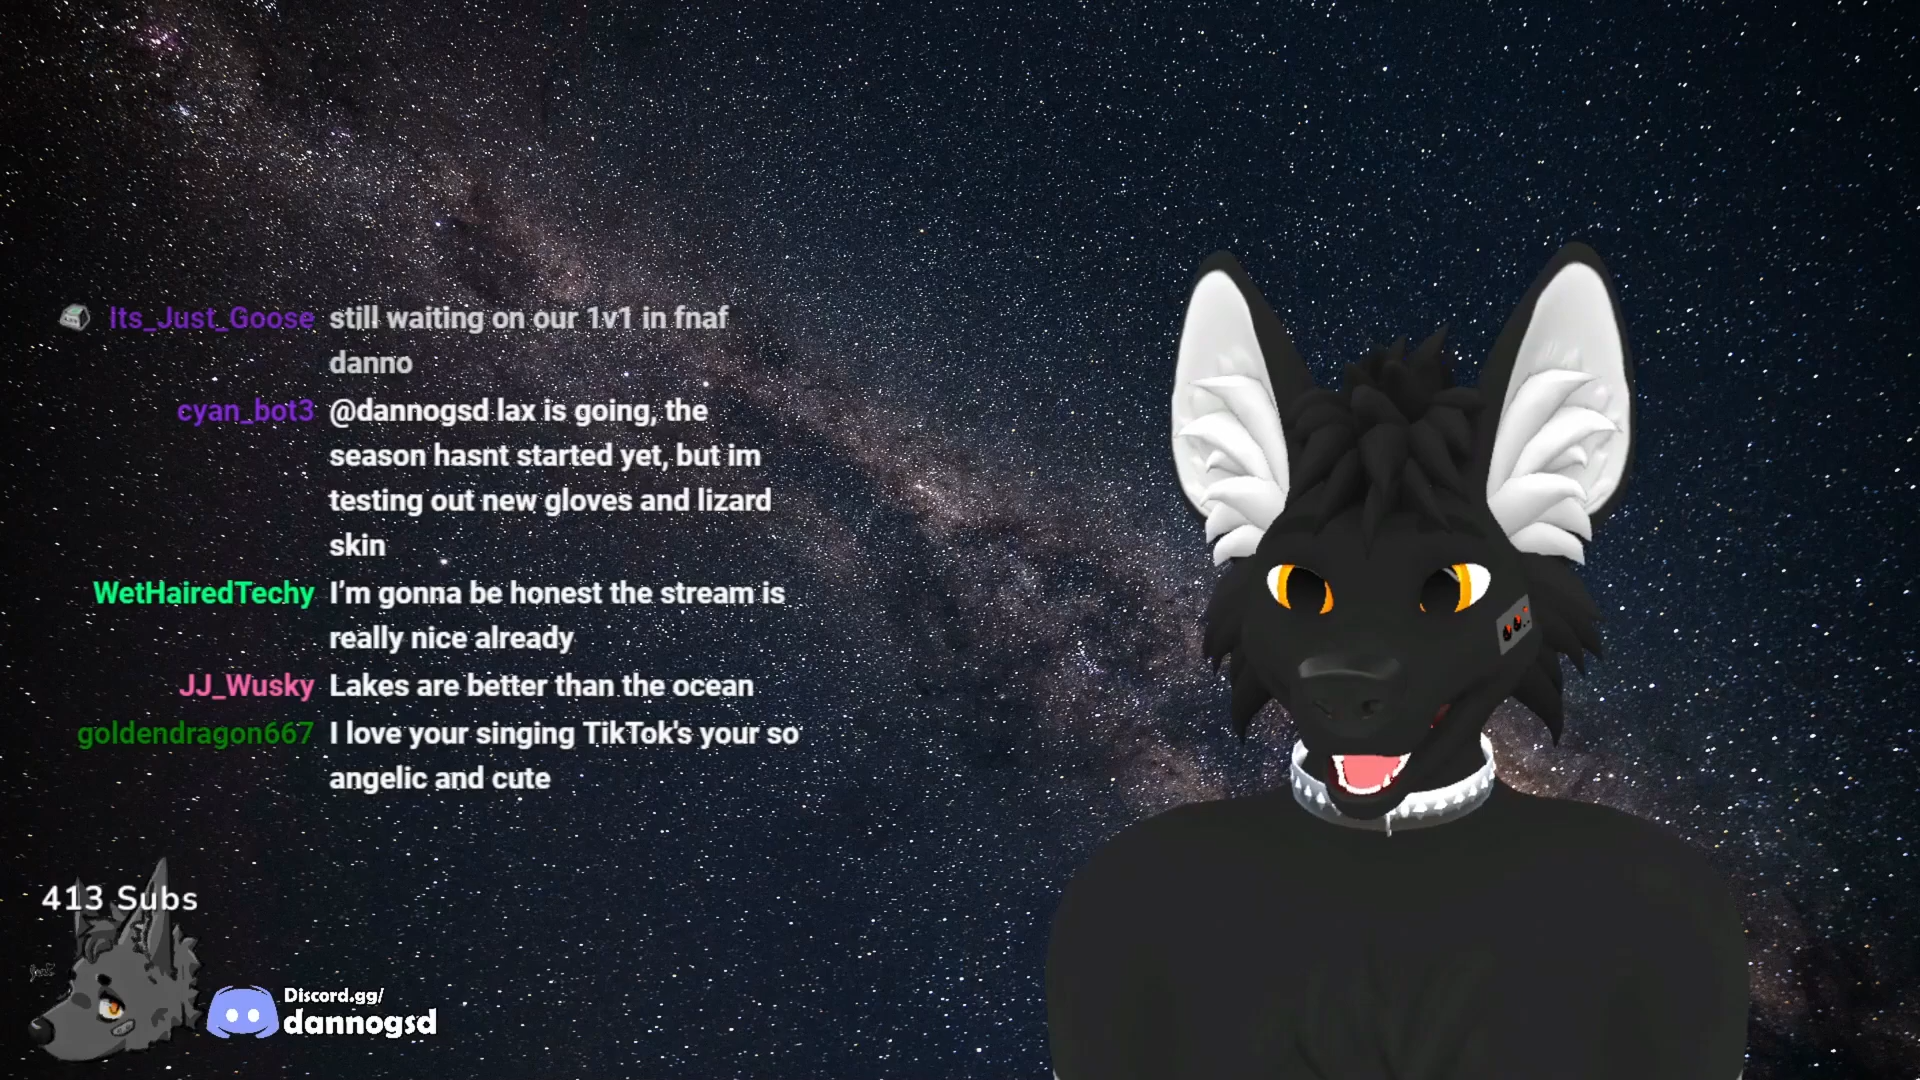 Its_Just_Goose still waiting on our 1v1 in fnaf
danno
cyan_bot3 @dannogsd lax is going, the
season hasnt started yet, but im
testing out new gloves and lizard
skin
WetHairedTechy I'm gonna be honest the stream is
really nice already
JJ_Wusky Lakes are better than the ocean
goldendragon667 I love your singing TikTok's your so
angelic and cute
413 Subs
Discord.gg/
dannogsd